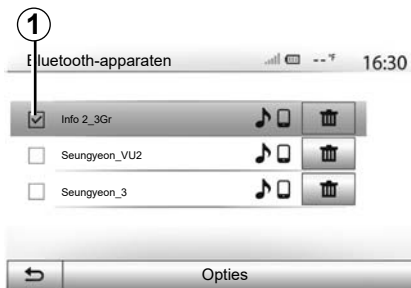 1
Bluetooth-apparaten -- °F 16:30
Info 2_3Gr
Seungyeon_VU2
Seungyeon_3
Opties